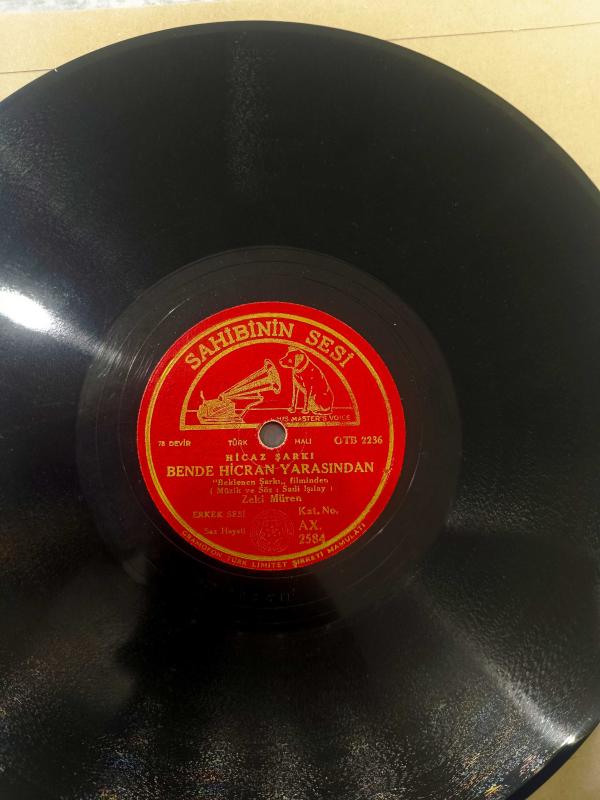 SAHİBİNİN SESİ
HIS MASTER'S VOICE
78 DEVİR TÜRK MALI OTB 2236
HİCAZ ŞARKI
BENDE HİCRAN YARASINDAN
"Beklenen Şarkı„ filminden
( Müzik ve Söz : Sadi Işılay )
Zeki Müren
ERKEK SESİ Kat. No.
Saz Heyeti AX.
2584
GRAMOFON TÜRK LİMİTET ŞİRKETİ MAMULATI